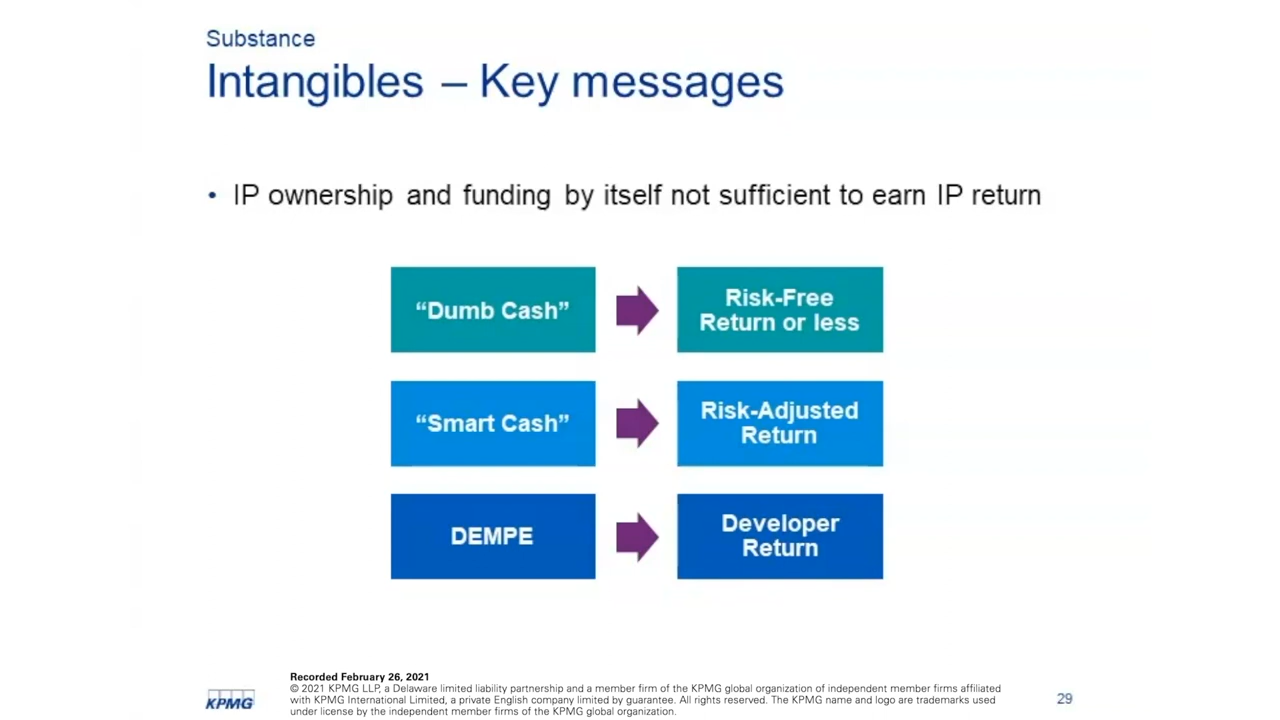 Substance
Intangibles – Key messages
• IP ownership and funding by itself not sufficient to earn IP return
“Dumb Cash”
Risk-Free
Return or less
“Smart Cash”
Risk-Adjusted
Return
DEMPE
Developer
Return
Recorded February 26, 2021
© 2021 KPMG LLP, a Delaware limited liability partnership and a member firm of the KPMG global organization of independent member firms affiliated
with KPMG International Limited, a private English company limited by guarantee. All rights reserved. The KPMG name and logo are trademarks used
under license by the independent member firms of the KPMG global organization.
KPMG
29